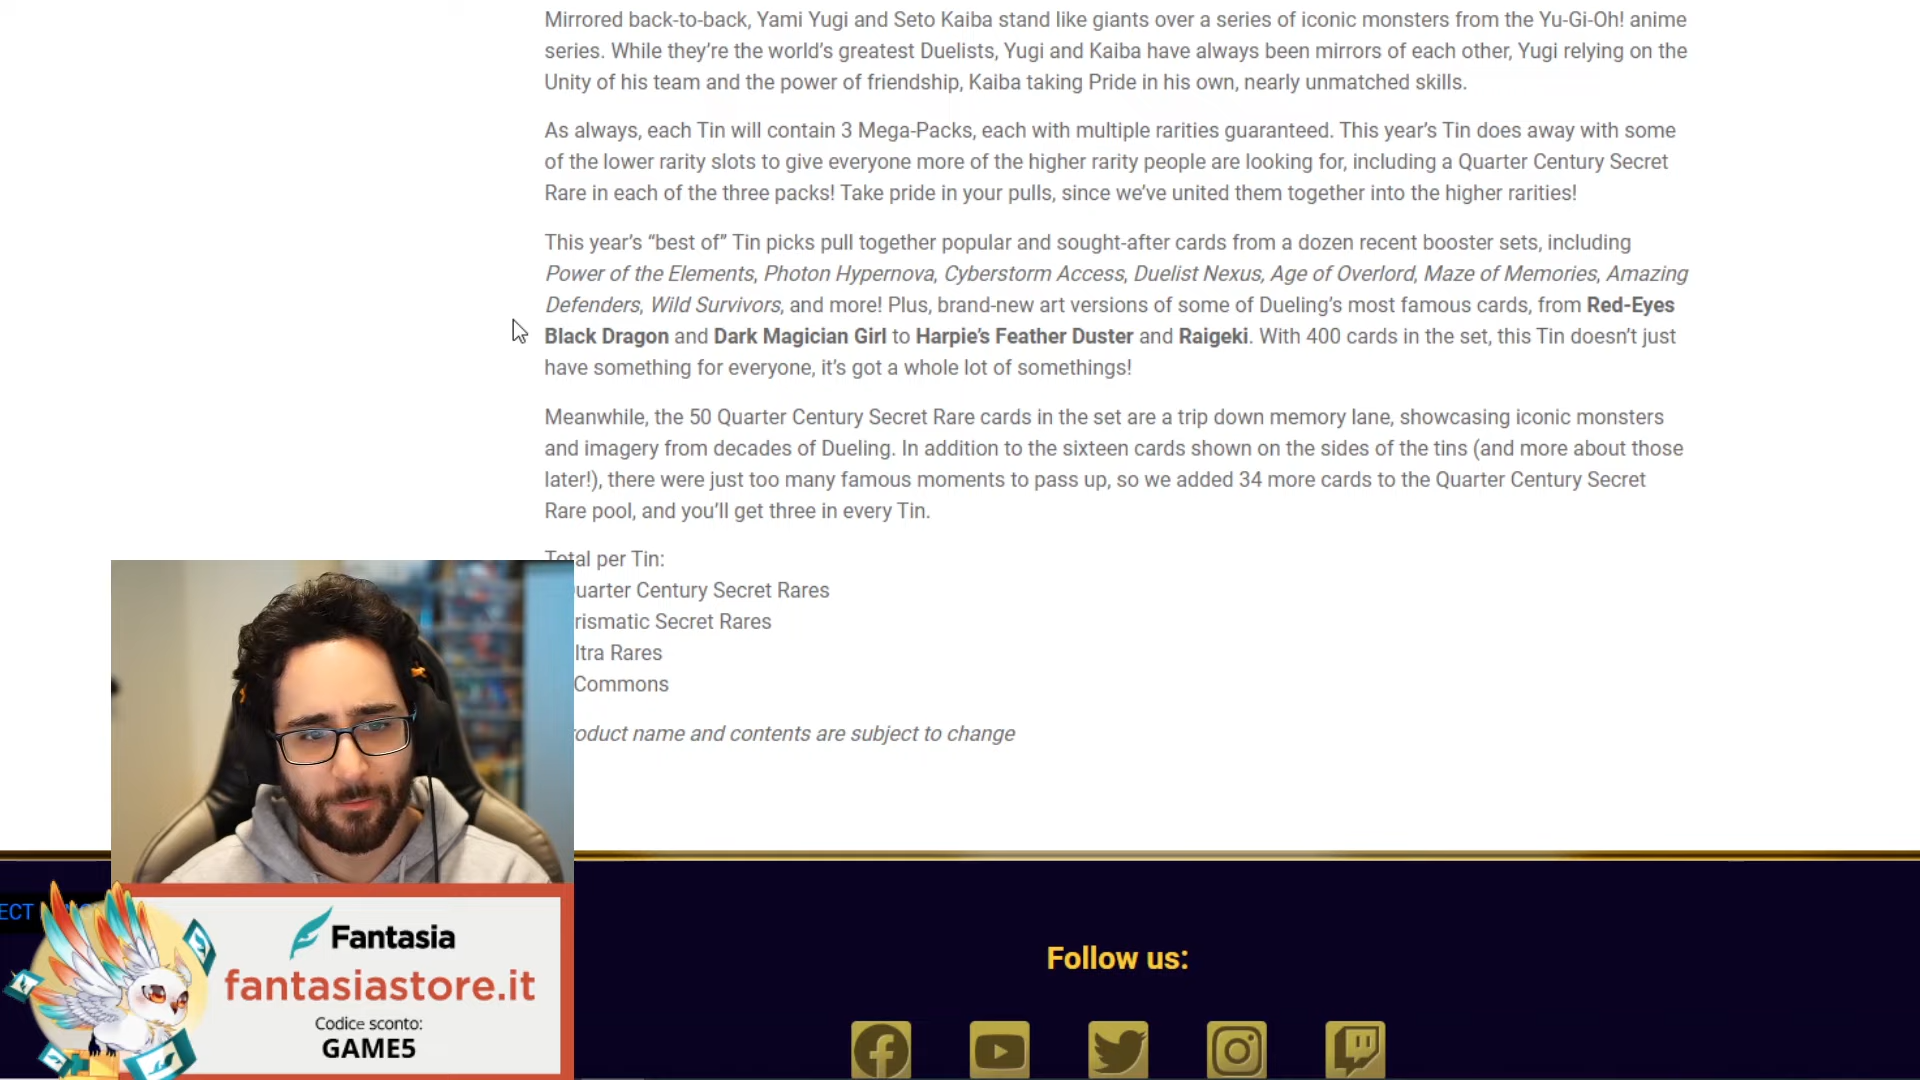 Mirrored back-to-back, Yami Yugi and Seto Kaiba stand like giants over a series of iconic monsters from the Yu-Gi-Oh! anime
series. While they’re the world’s greatest Duelists, Yugi and Kaiba have always been mirrors of each other, Yugi relying on the
Unity of his team and the power of friendship, Kaiba taking Pride in his own, nearly unmatched skills.
As always, each Tin will contain 3 Mega-Packs, each with multiple rarities guaranteed. This year’s Tin does away with some
of the lower rarity slots to give everyone more of the higher rarity people are looking for, including a Quarter Century Secret
Rare in each of the three packs! Take pride in your pulls, since we’ve united them together into the higher rarities!
This year’s “best of” Tin picks pull together popular and sought-after cards from a dozen recent booster sets, including
Power of the Elements, Photon Hypernova, Cyberstorm Access, Duelist Nexus, Age of Overlord, Maze of Memories, Amazing
Defenders, Wild Survivors, and more! Plus, brand-new art versions of some of Dueling’s most famous cards, from Red-Eyes
Black Dragon and Dark Magician Girl to Harpie’s Feather Duster and Raigeki. With 400 cards in the set, this Tin doesn’t just
have something for everyone, it’s got a whole lot of somethings!
Meanwhile, the 50 Quarter Century Secret Rare cards in the set are a trip down memory lane, showcasing iconic monsters
and imagery from decades of Dueling. In addition to the sixteen cards shown on the sides of the tins (and more about those
later!), there were just too many famous moments to pass up, so we added 34 more cards to the Quarter Century Secret
Rare pool, and you’ll get three in every Tin.
Total per Tin:
uarter Century Secret Rares
rismatic Secret Rares
ltra Rares
Commons
roduct name and contents are subject to change
ECT
Fantasia
fantasiastore.it
Codice sconto:
GAME5
Follow us: